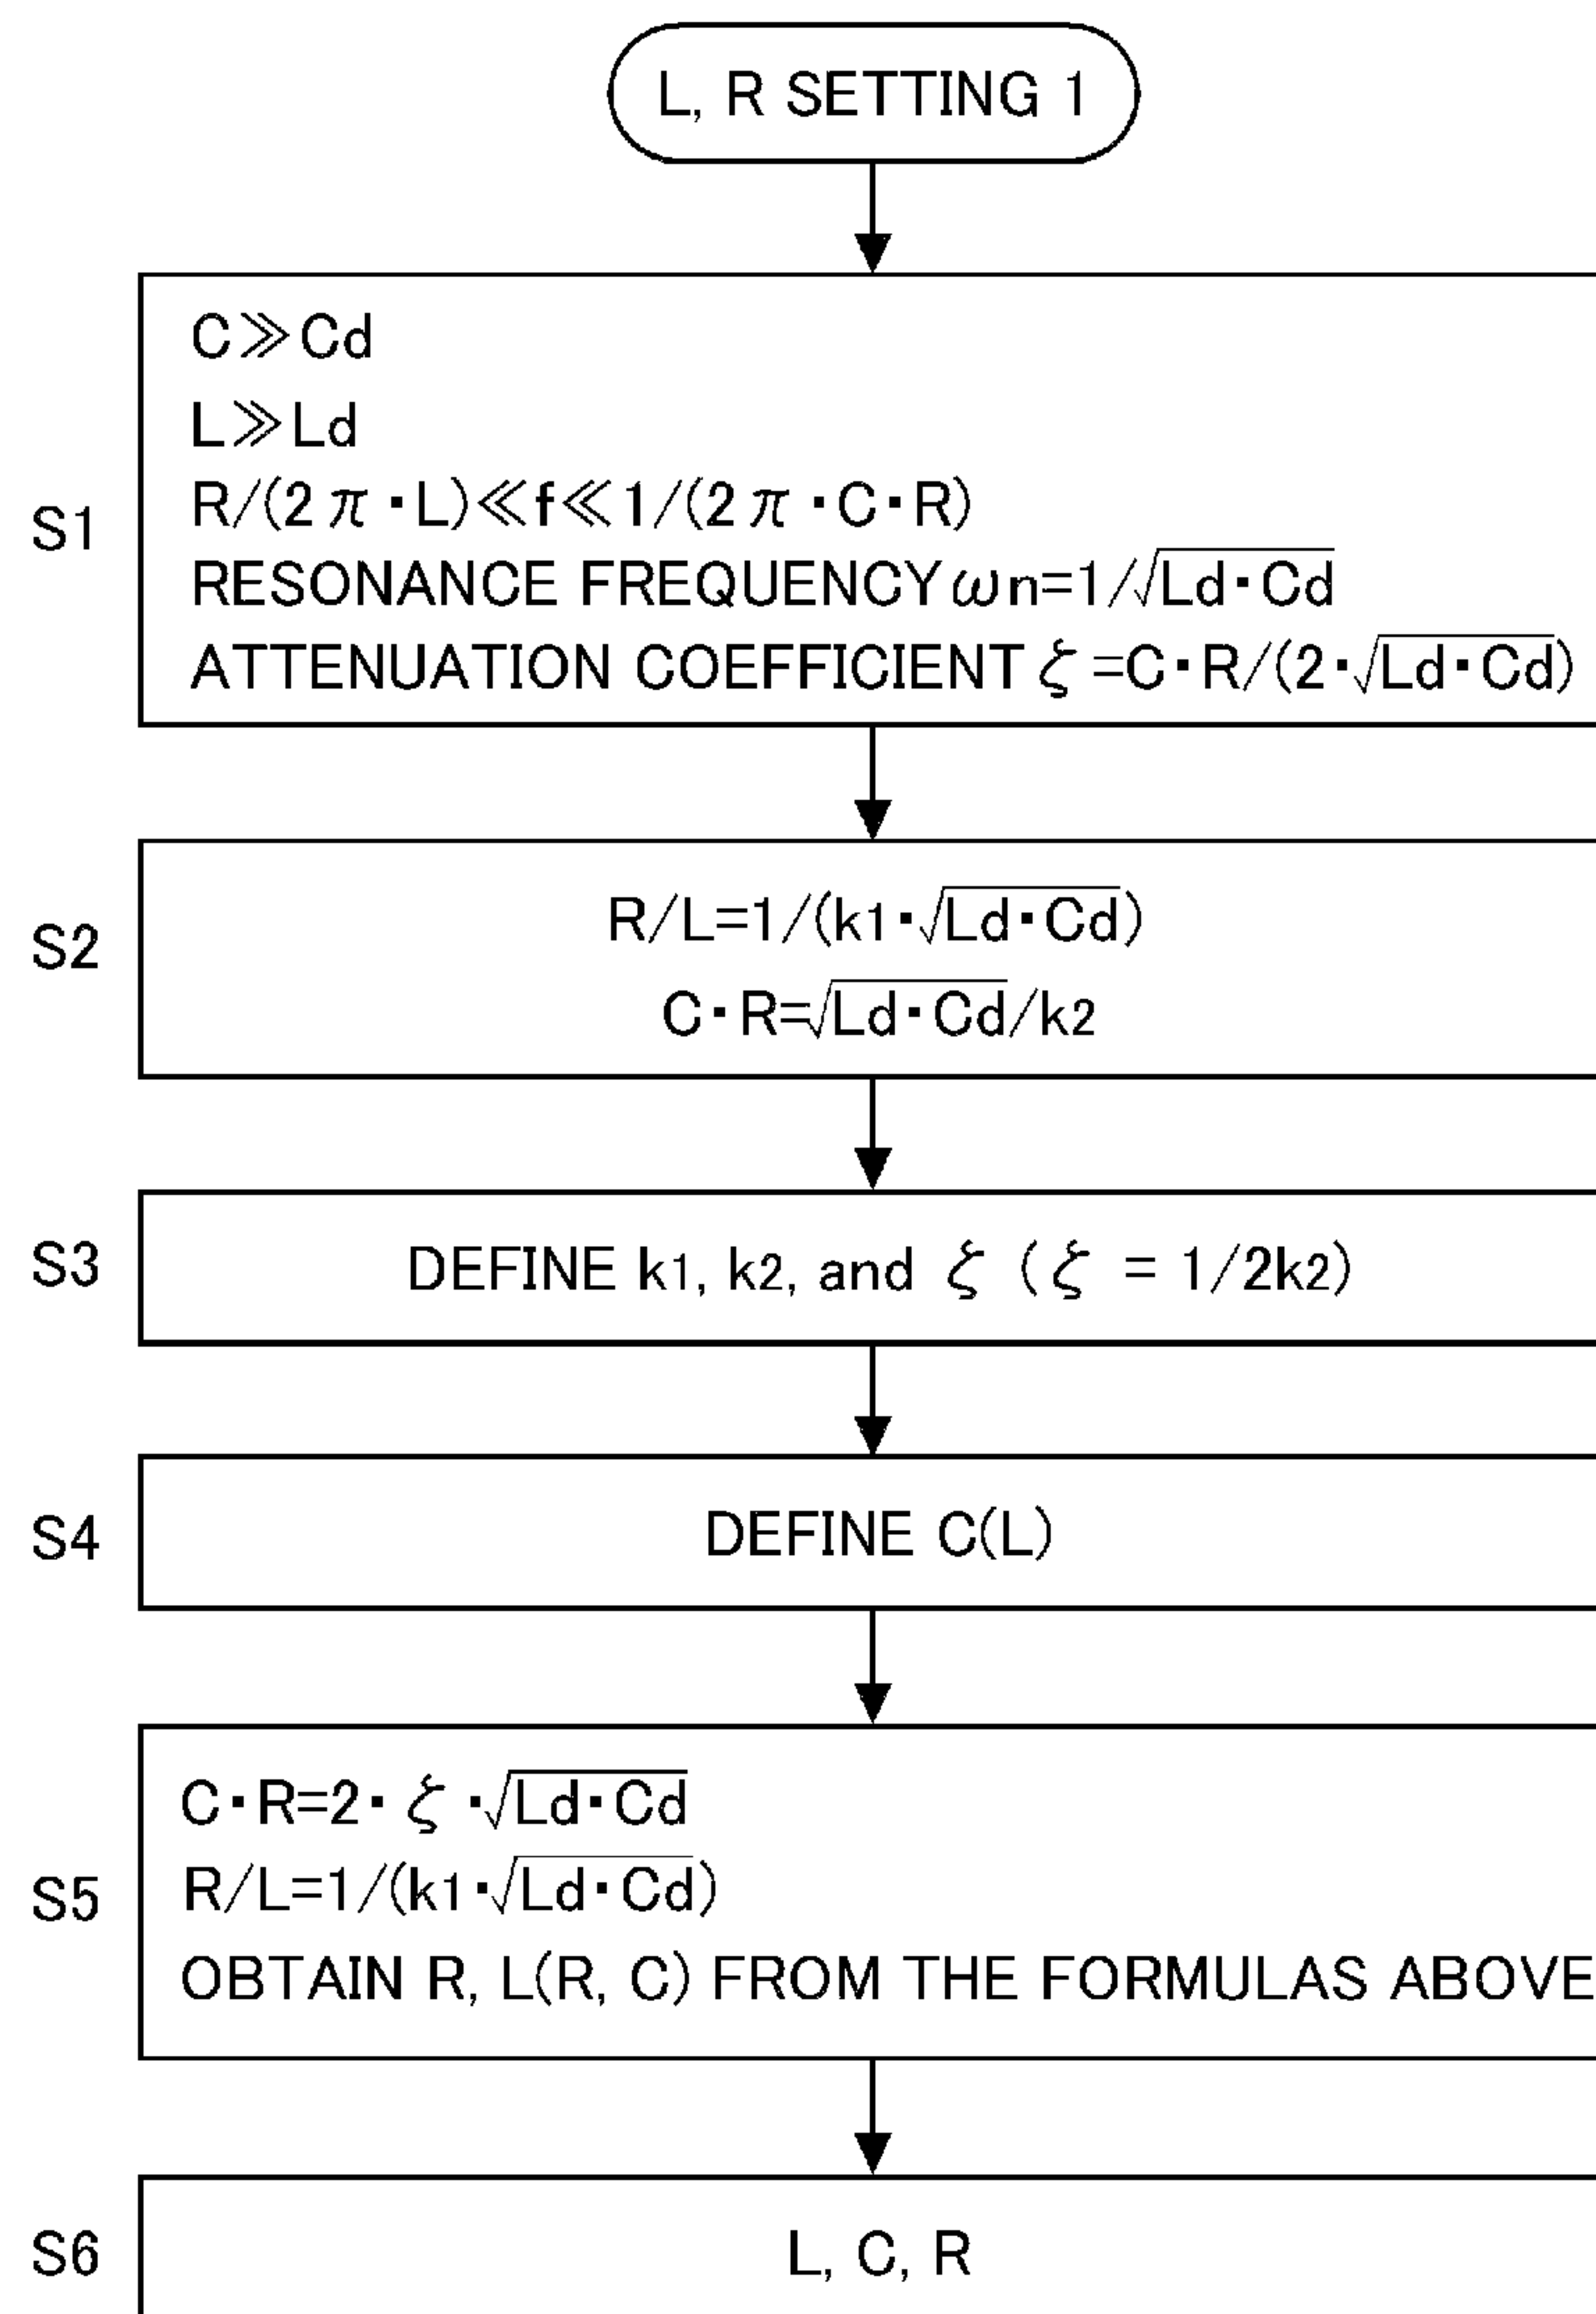 L, R SETTING 1
S1
C≫Cd
L≫Ld
R/(2π・L)≪f≪1/(2π・C・R)
RESONANCE FREQUENCY ωn=1/√Ld・Cd
ATTENUATION COEFFICIENT ζ=C・R/(2・√Ld・Cd)
S2
R/L=1/(k1・√Ld・Cd)
C・R=√Ld・Cd/k2
S3
DEFINE k1, k2, and ζ (ζ = 1/2k2)
S4
DEFINE C(L)
S5
C・R=2・ζ・√Ld・Cd
R/L=1/(k1・√Ld・Cd)
OBTAIN R, L(R, C) FROM THE FORMULAS ABOVE
S6
L, C, R